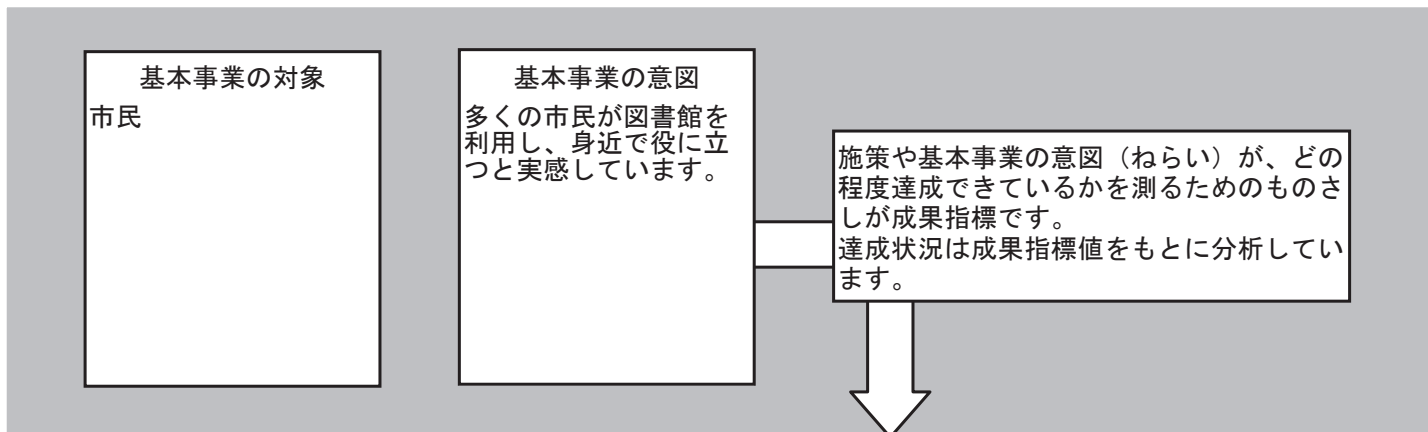 基本事業の対象
市民
基本事業の意図
多くの市民が図書館を
利用し、身近で役に立
つと実感しています。
施策や基本事業の意図（ねらい）が、どの
程度達成できているかを測るためのものさ
しが成果指標です。
達成状況は成果指標値をもとに分析してい
ます。